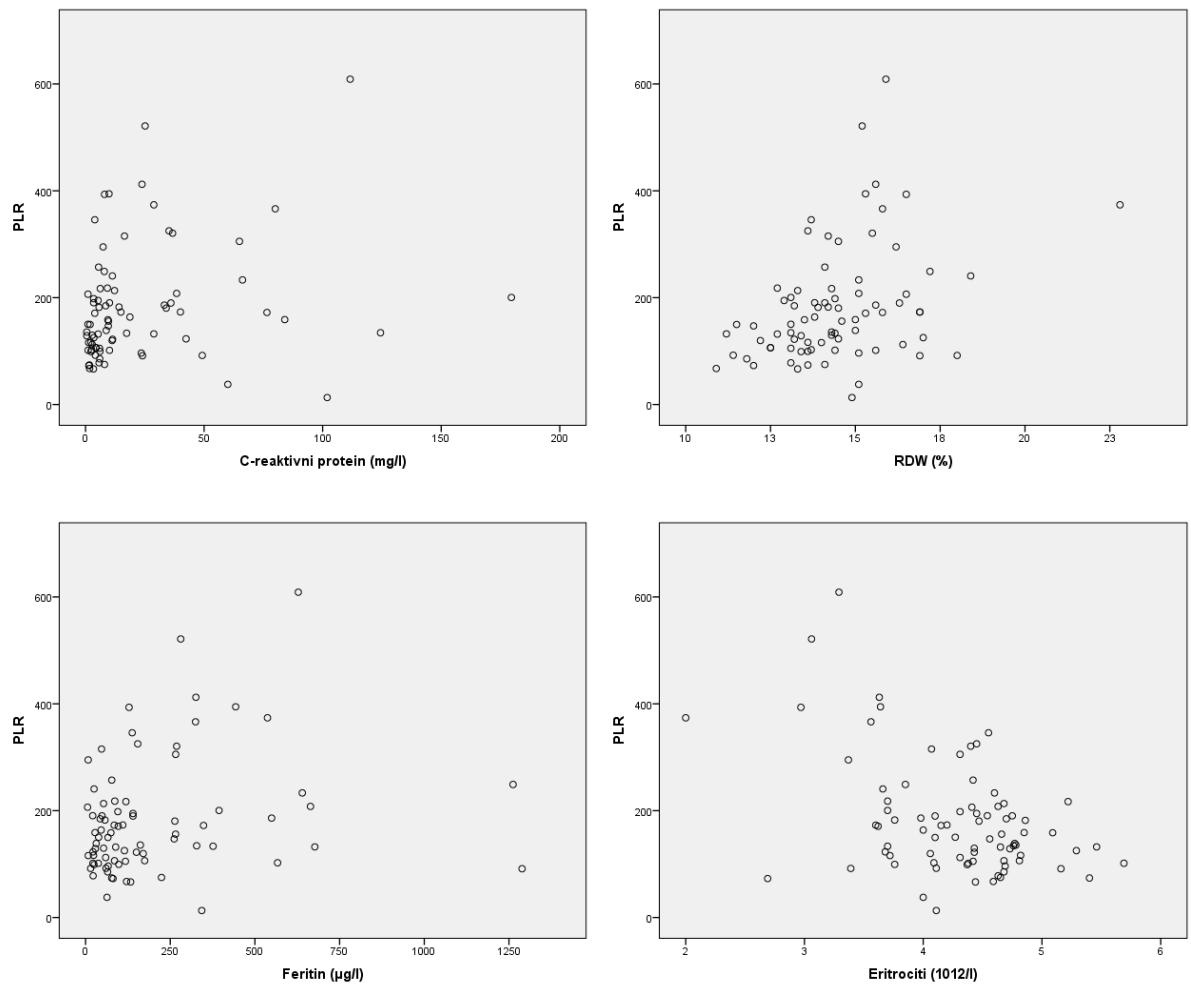 600
400
200
0
PLR
0 50 100 150 200
C-reaktivni protein (mg/l)
600
400
200
0
PLR
10 13 15 18 20 23
RDW (%)
600
400
200
0
PLR
0 250 500 750 1000 1250
Feritin (µg/l)
600
400
200
0
PLR
2 3 4 5 6
Eritrociti (1012/l)